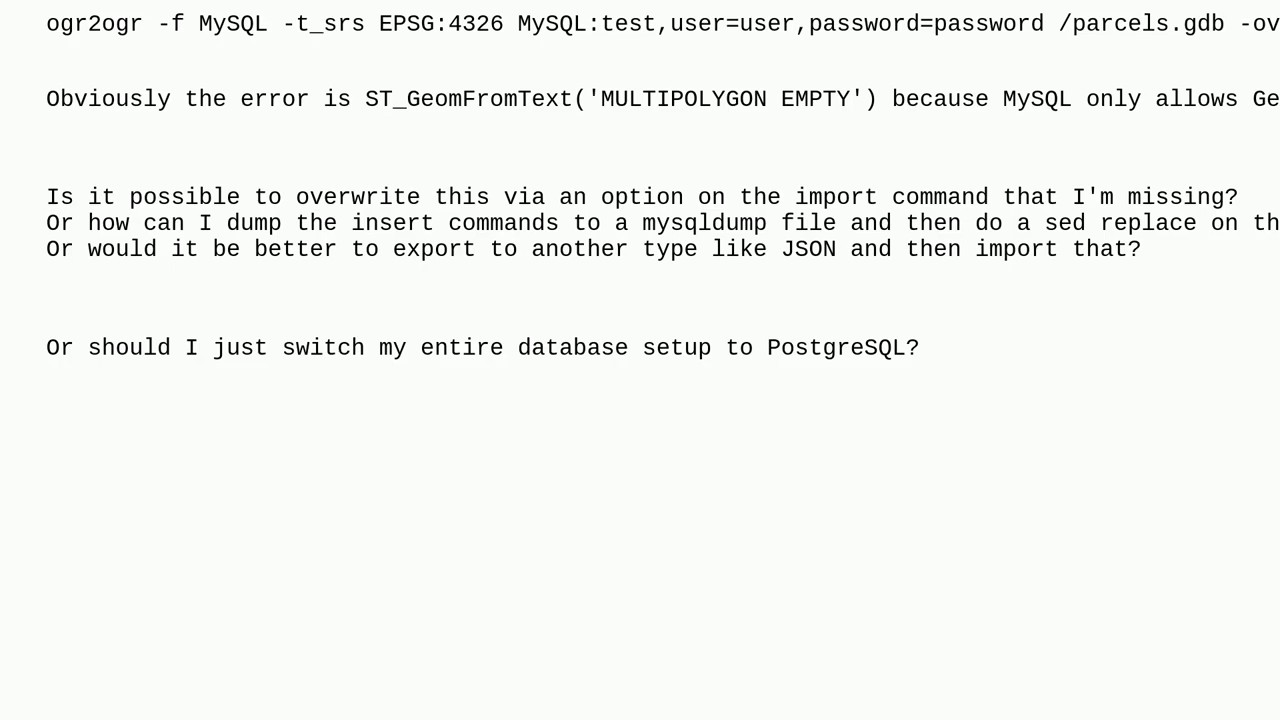 ogr2ogr -f MySQL -t_srs EPSG:4326 MySQL:test,user=user,password=password /parcels.gdb -ov
Obviously the error is ST_GeomFromText('MULTIPOLYGON EMPTY') because MySQL only allows Ge
Is it possible to overwrite this via an option on the import command that I'm missing?
Or how can I dump the insert commands to a mysqldump file and then do a sed replace on th
Or would it be better to export to another type like JSON and then import that?
Or should I just switch my entire database setup to PostgreSQL?